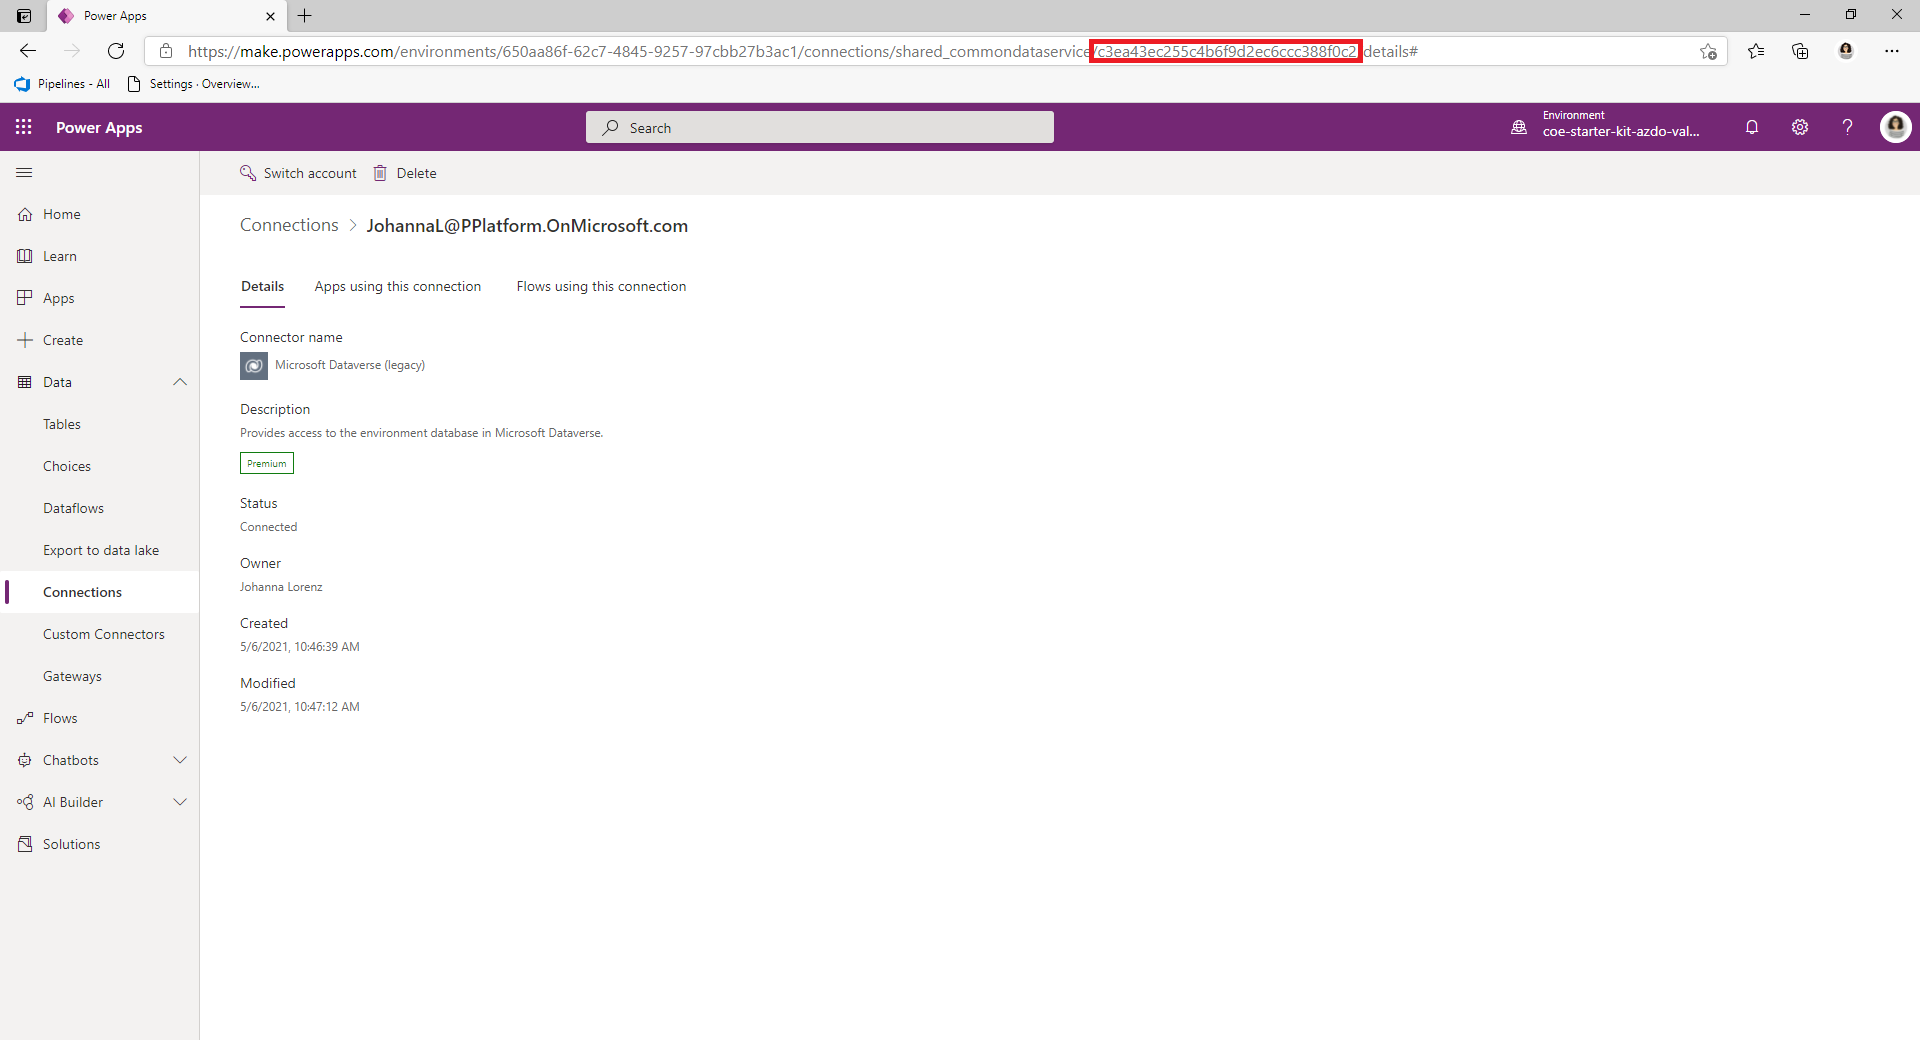 Power Apps
https://make.powerapps.com/environments/650aa86f-62c7-4845-9257-97cbb27b3ac1/connections/shared_commondataservice/c3ea43ec255c4b6f9d2ec6ccc388f0c2/details#
Pipelines - All
Settings · Overview...
Power Apps
Search
Environment
coe-starter-kit-azdo-val...
Switch account
Delete
Connections > JohannaL@PPlatform.OnMicrosoft.com
Home
Learn
Apps
Create
Data
Tables
Choices
Dataflows
Export to data lake
Connections
Custom Connectors
Gateways
Flows
Chatbots
AI Builder
Solutions
Details
Apps using this connection
Flows using this connection
Connector name
Microsoft Dataverse (legacy)
Description
Provides access to the environment database in Microsoft Dataverse.
Premium
Status
Connected
Owner
Johanna Lorenz
Created
5/6/2021, 10:46:39 AM
Modified
5/6/2021, 10:47:12 AM